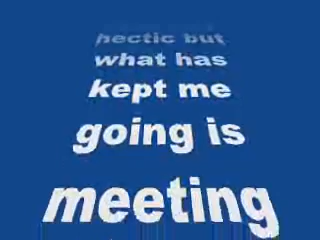 hectic but
what has
kept me
going is
meeting